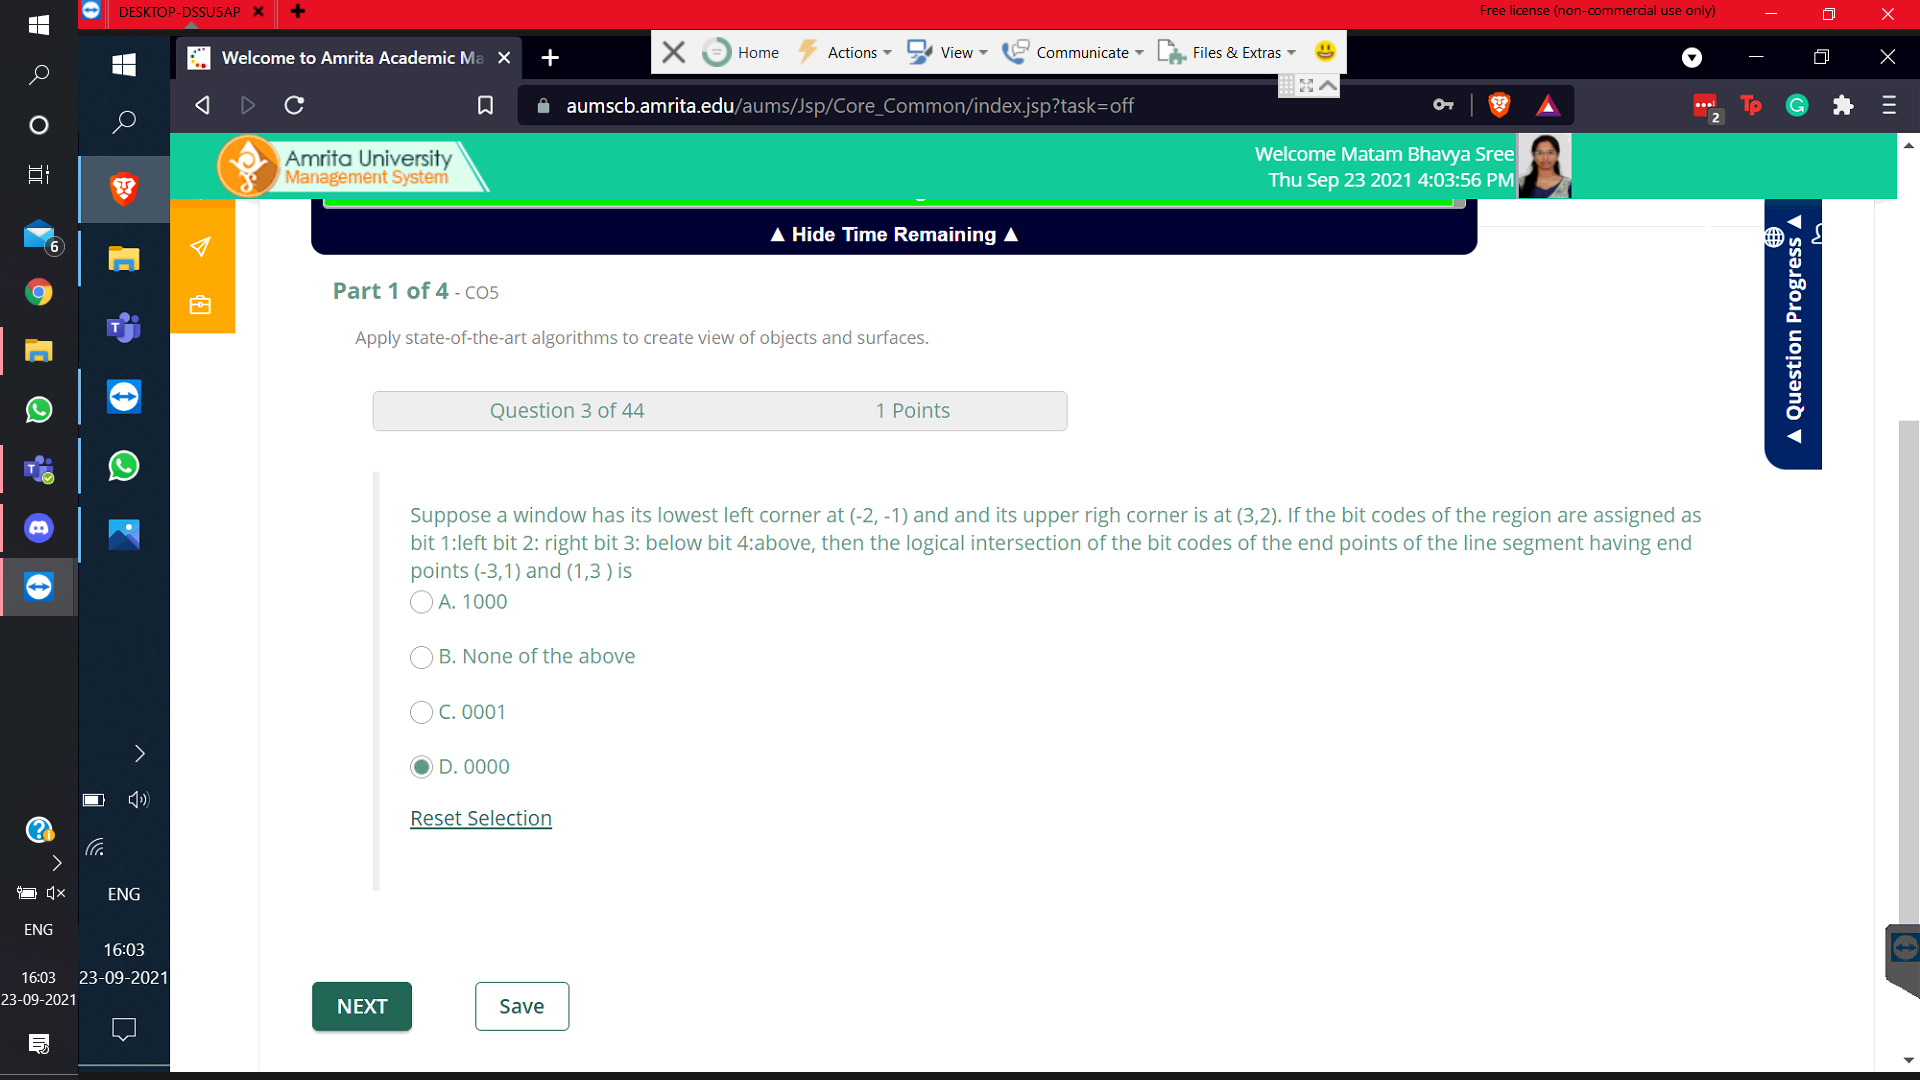 DESKTOP-DSSU5AP
Free license (non-commercial use only)
Welcome to Amrita Academic Ma
Home
Actions
View
Communicate
Files & Extras
aumscb.amrita.edu/aums/Jsp/Core_Common/index.jsp?task=off
2
Amrita University
Management System
Welcome Matam Bhavya Sree
Thu Sep 23 2021 4:03:56 PM
▲ Hide Time Remaining ▲
Part 1 of 4 - CO5
Apply state-of-the-art algorithms to create view of objects and surfaces.
Question 3 of 44
1 Points
Question Progress
Suppose a window has its lowest left corner at (-2, -1) and and its upper righ corner is at (3,2). If the bit codes of the region are assigned as
bit 1:left bit 2: right bit 3: below bit 4:above, then the logical intersection of the bit codes of the end points of the line segment having end
points (-3,1) and (1,3 ) is
A. 1000
B. None of the above
C. 0001
D. 0000
Reset Selection
NEXT
Save
6
ENG
16:03
23-09-2021
ENG
16:03
23-09-2021